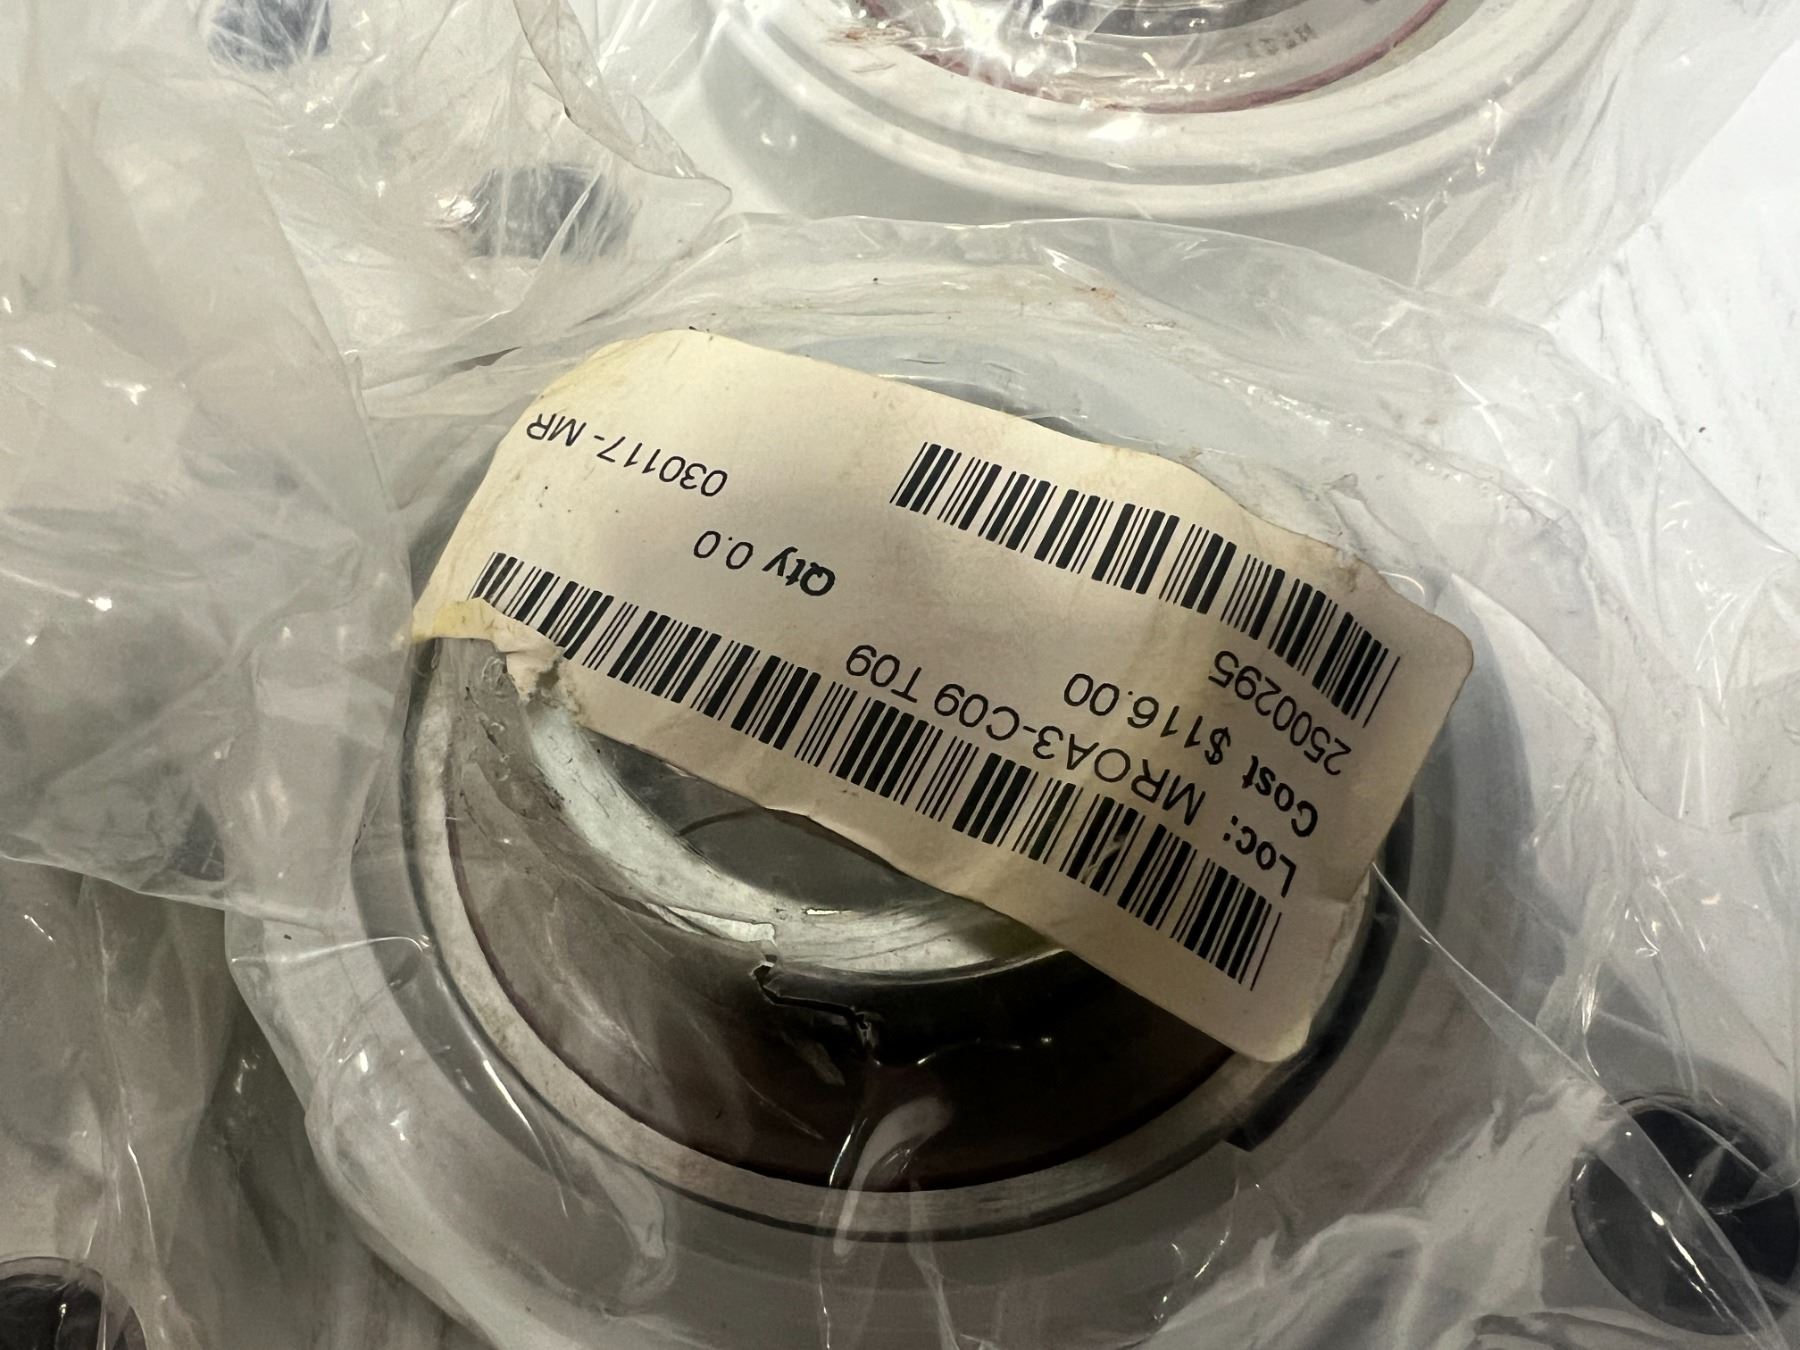 2500295
030117-MR
Cost $116.00
Qty 0.0
Loc: MROA3-C09 T09